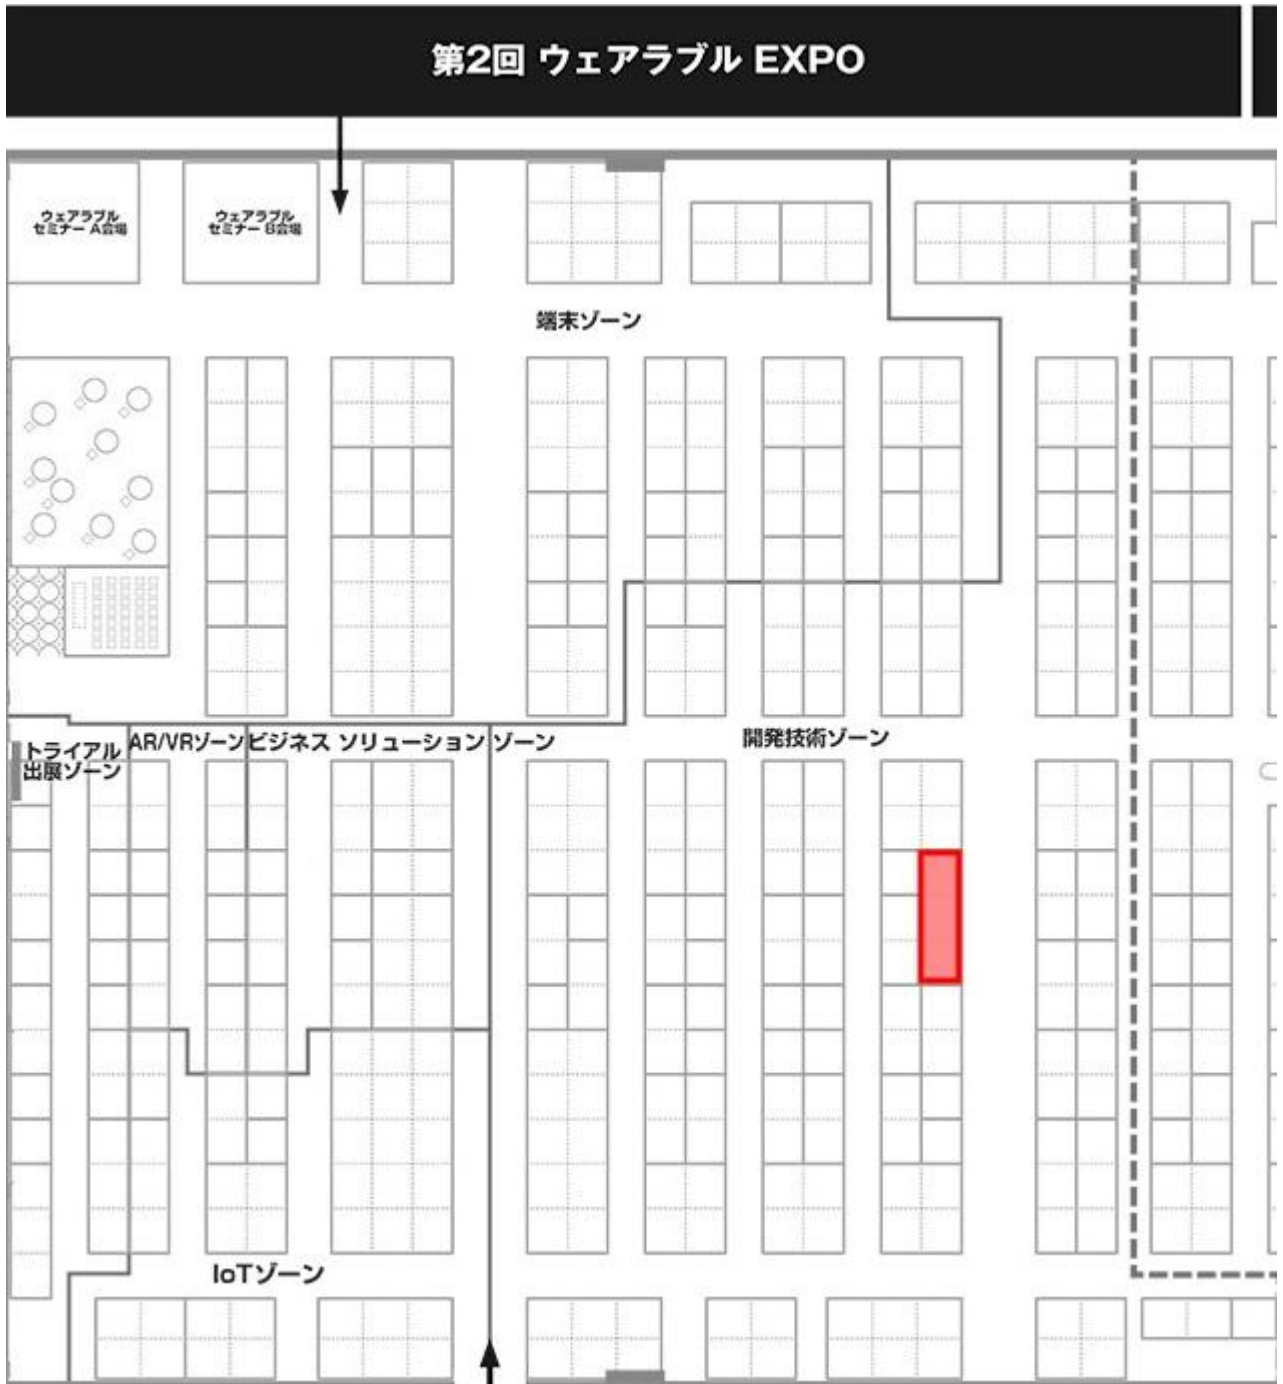 第2回 ウェアラブル EXPO
ウェアラブル
セミナー A会場
ウェアラブル
セミナー B会場
端末ゾーン
トライアル
出展ゾーン
AR/VRゾーン
ビジネス ソリューション ゾーン
開発技術ゾーン
IoTゾーン